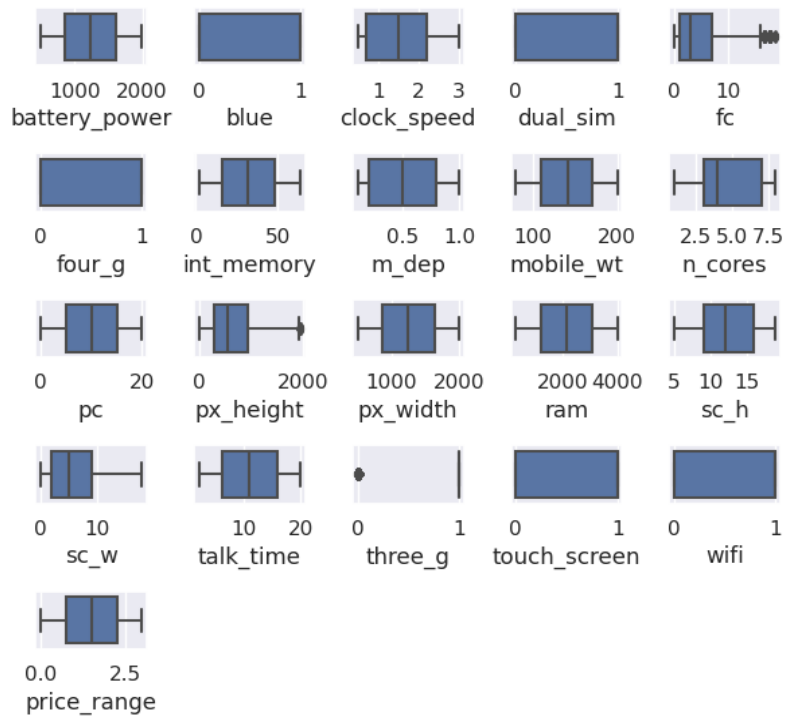 1000 2000
battery_power
0 1
blue
1 2 3
clock_speed
0 1
dual_sim
0 10
fc
0 1
four_g
0 50
int_memory
0.5 1.0
m_dep
100 200
mobile_wt
2.5 5.0 7.5
n_cores
0 20
pc
0 2000
px_height
1000 2000
px_width
2000 4000
ram
5 10 15
sc_h
0 10
sc_w
10 20
talk_time
0 1
three_g
0 1
touch_screen
0 1
wifi
0.0 2.5
price_range